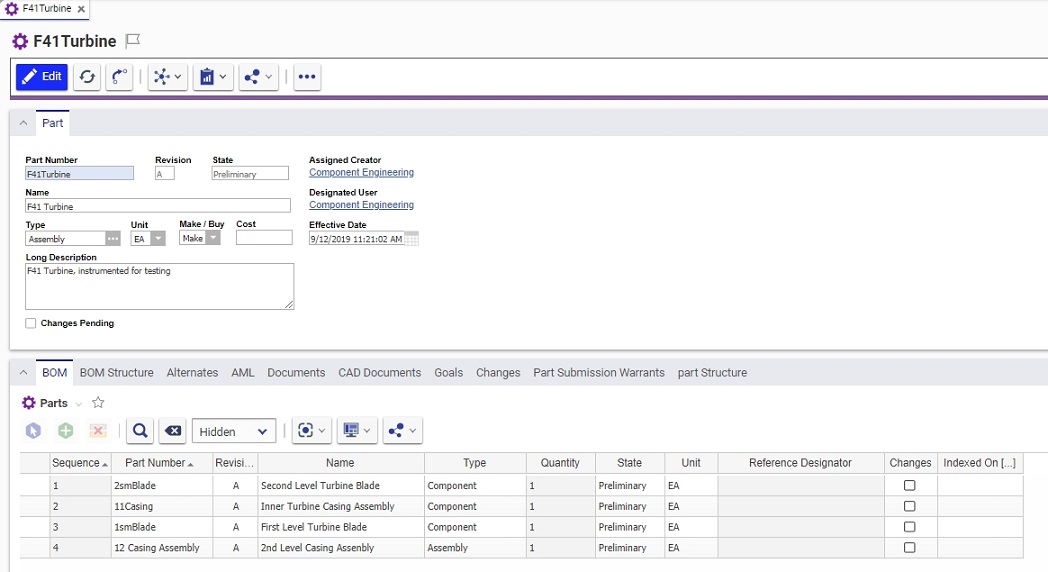 F41Turbine ×
F41Turbine
Edit
Part
Part Number Revision State Assigned Creator
F41Turbine A Preliminary Component Engineering
Name Designated User
F41 Turbine Component Engineering
Type Unit Make / Buy Cost Effective Date
Assembly ... EA Make 9/12/2019 11:21:02 AM
Long Description
F41 Turbine, instrumented for testing
Changes Pending
BOM BOM Structure Alternates AML Documents CAD Documents Goals Changes Part Submission Warrants part Structure
Parts
Hidden
Sequence Part Number Revisi... Name Type Quantity State Unit Reference Designator Changes Indexed On [...]
1 2smBlade A Second Level Turbine Blade Component 1 Preliminary EA
2 11Casing A Inner Turbine Casing Assembly Component 1 Preliminary EA
3 1smBlade A First Level Turbine Blade Component 1 Preliminary EA
4 12 Casing Assembly A 2nd Level Casing Assenbly Assembly 1 Preliminary EA